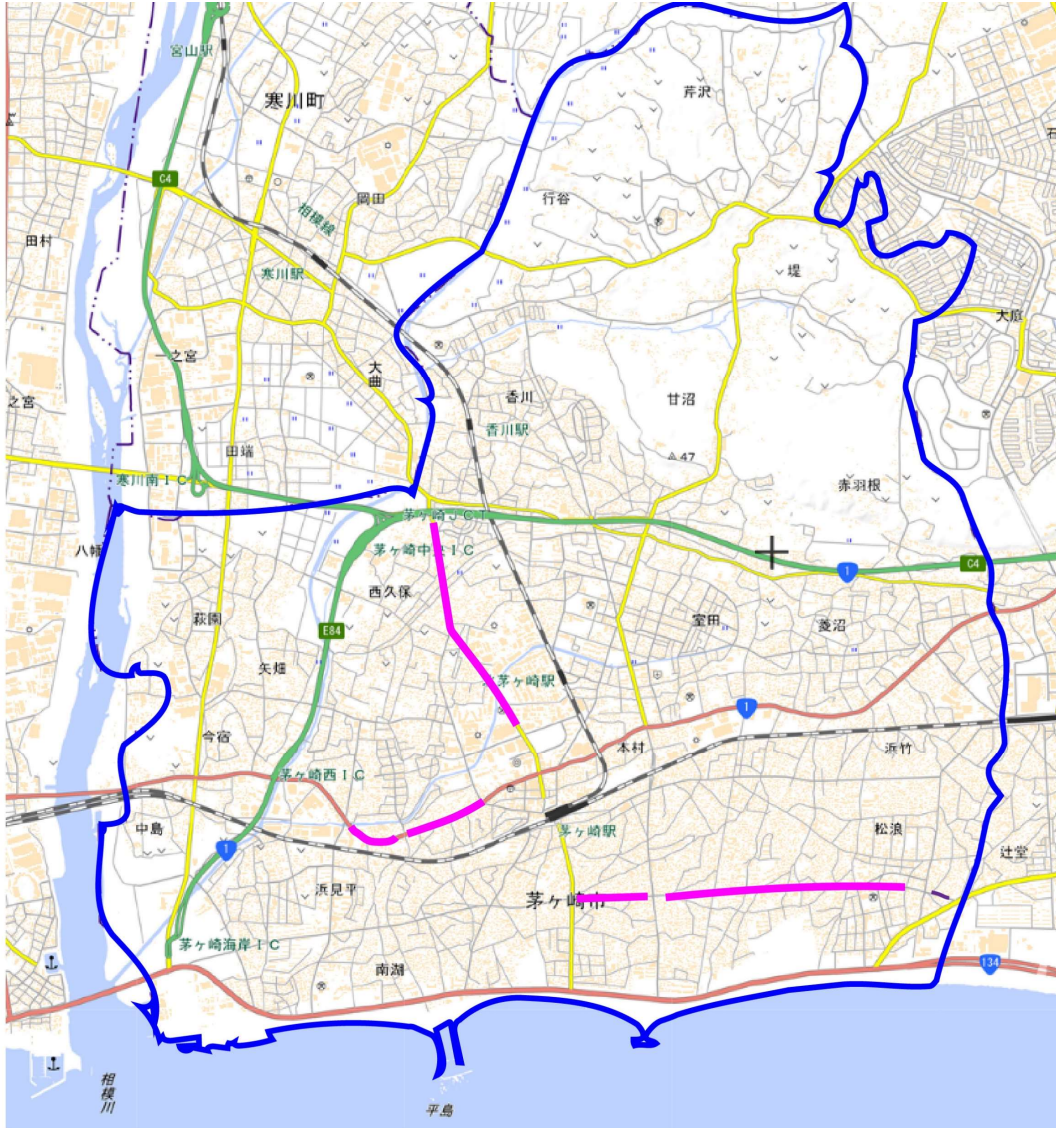 宮山駅
寒川町
芹沢
石
C4
岡田
行谷
相模線
田村
寒川駅
堤
大庭
一之宮
大曲
之宮
香川
甘沼
香川駅
田端
47
寒川南IC
赤羽根
茅ヶ崎JCT
八幡
茅ヶ崎中央IC
1
C4
西久保
萩園
室田
菱沼
E84
矢畑
茅ヶ崎駅
1
今宿
本村
浜竹
茅ヶ崎西IC
中島
1
茅ヶ崎駅
松浪
辻堂
浜見平
茅ヶ崎市
茅ヶ崎海岸IC
南湖
134
相模川
平島